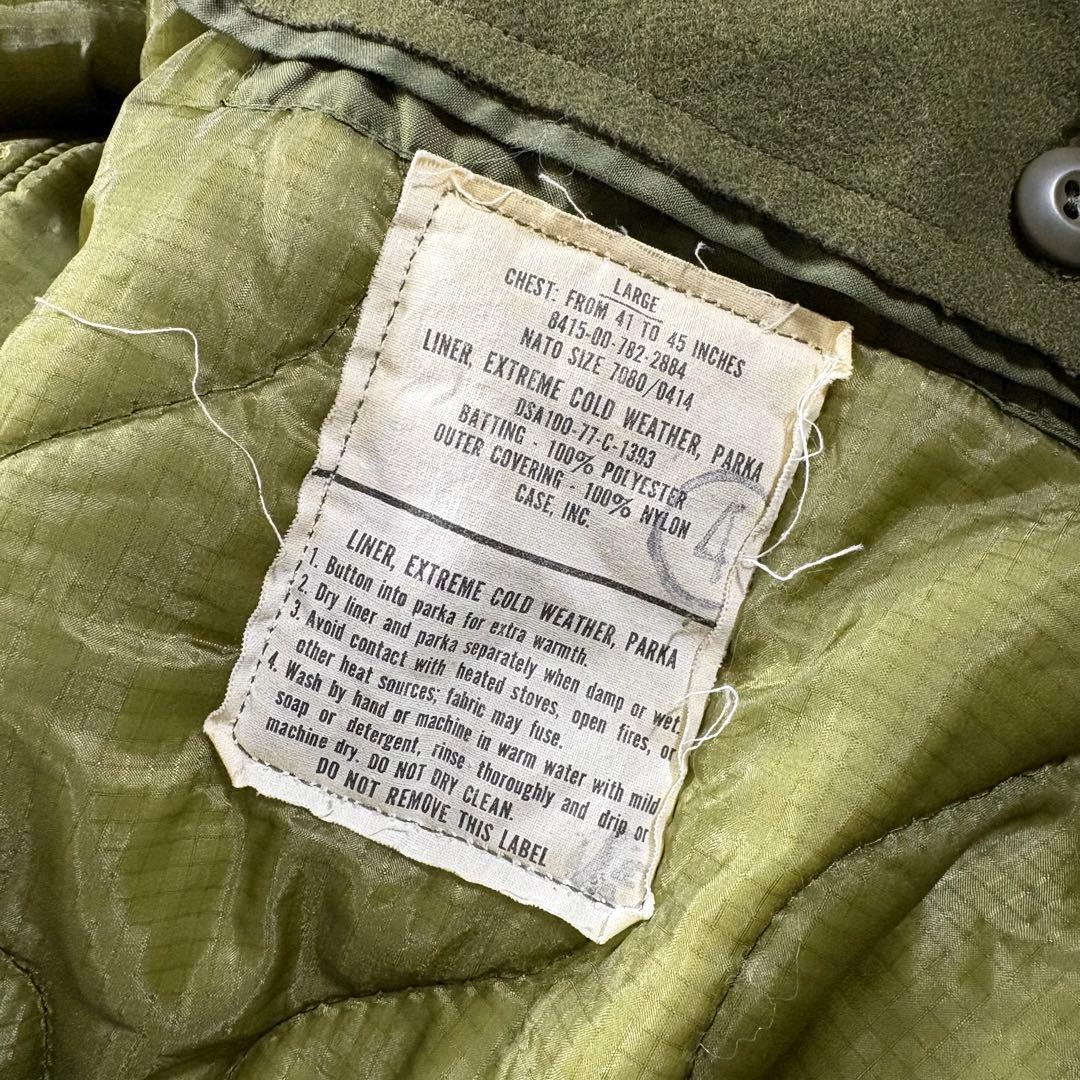 LARGE
CHEST: FROM 41 TO 45 INCHES
8415-00-782-2884
NATO SIZE 7080/0414
LINER, EXTREME COLD WEATHER, PARKA
DSA100-77-C-1393
BATTING - 100% POLYESTER
OUTER COVERING - 100% NYLON
CASE, INC.
4
LINER, EXTREME COLD WEATHER, PARKA
1. Button into parka for extra warmth.
2. Dry liner and parka separately when damp or wet.
3. Avoid contact with heated stoves, open fires, or
other heat sources; fabric may fuse.
4. Wash by hand or machine in warm water with mild
soap or detergent, rinse thoroughly and drip or
machine dry. DO NOT DRY CLEAN.
DO NOT REMOVE THIS LABEL